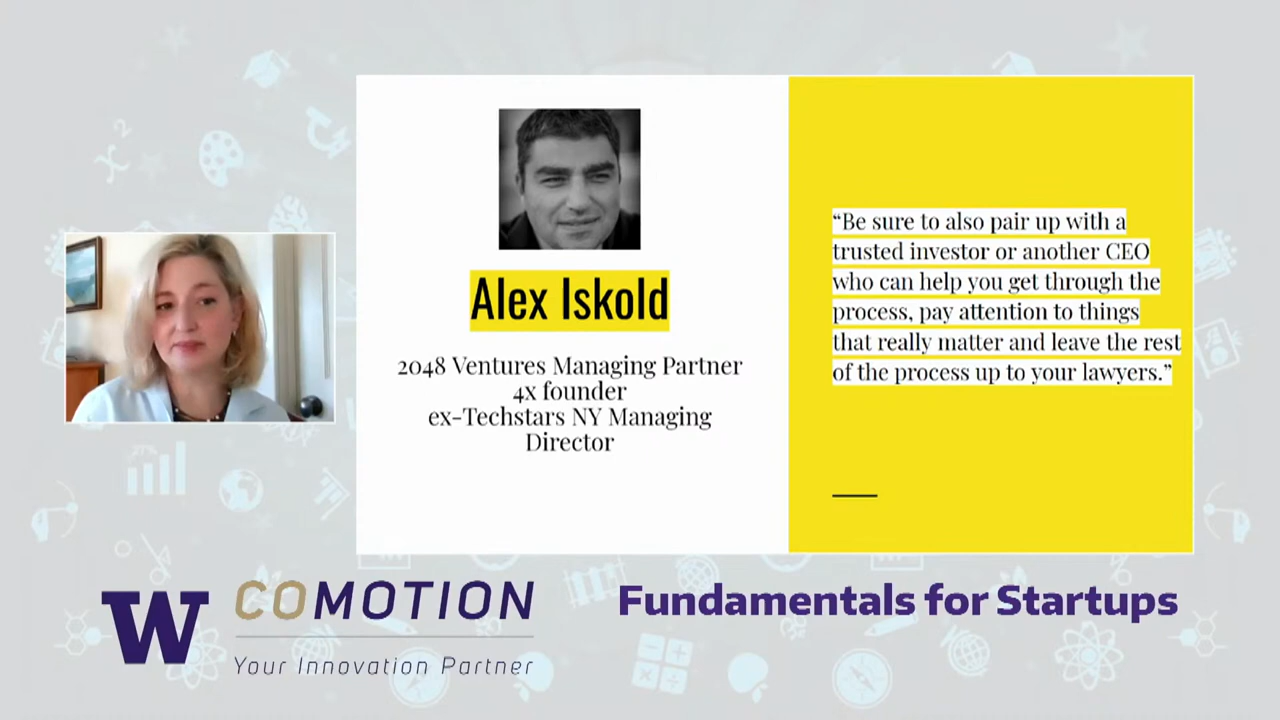 Alex Iskold
2048 Ventures Managing Partner
4x founder
ex-Techstars NY Managing
Director
“Be sure to also pair up with a
trusted investor or another CEO
who can help you get through the
process, pay attention to things
that really matter and leave the rest
of the process up to your lawyers.”
W
COMOTION
Your Innovation Partner
Fundamentals for Startups